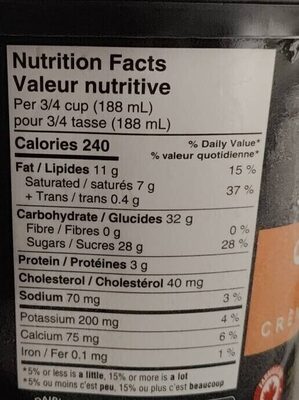 Nutrition Facts
Valeur nutritive
Per 3/4 cup (188 mL)
pour 3/4 tasse (188 mL)
Calories 240 % Daily Value*
% valeur quotidienne*
Fat / Lipides 11 g 15 %
Saturated / saturés 7 g
+ Trans / trans 0.4 g 37 %
Carbohydrate / Glucides 32 g
Fibre / Fibres 0 g 0 %
Sugars / Sucres 28 g 28 %
Protein / Protéines 3 g
Cholesterol / Cholestérol 40 mg
Sodium 70 mg 3 %
Potassium 200 mg 4 %
Calcium 75 mg 6 %
Iron / Fer 0.1 mg 1 %
*5% or less is a little, 15% or more is a lot
*5% ou moins c'est peu, 15% ou plus c'est beaucoup